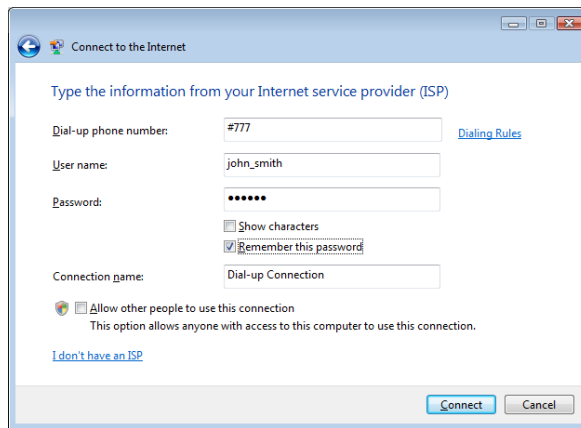 Connect to the Internet
Type the information from your Internet service provider (ISP)
Dial-up phone number: #777 Dialing Rules
User name: john_smith
Password: ••••••
Show characters
Remember this password
Connection name: Dial-up Connection
Allow other people to use this connection
This option allows anyone with access to this computer to use this connection.
I don't have an ISP
Connect Cancel